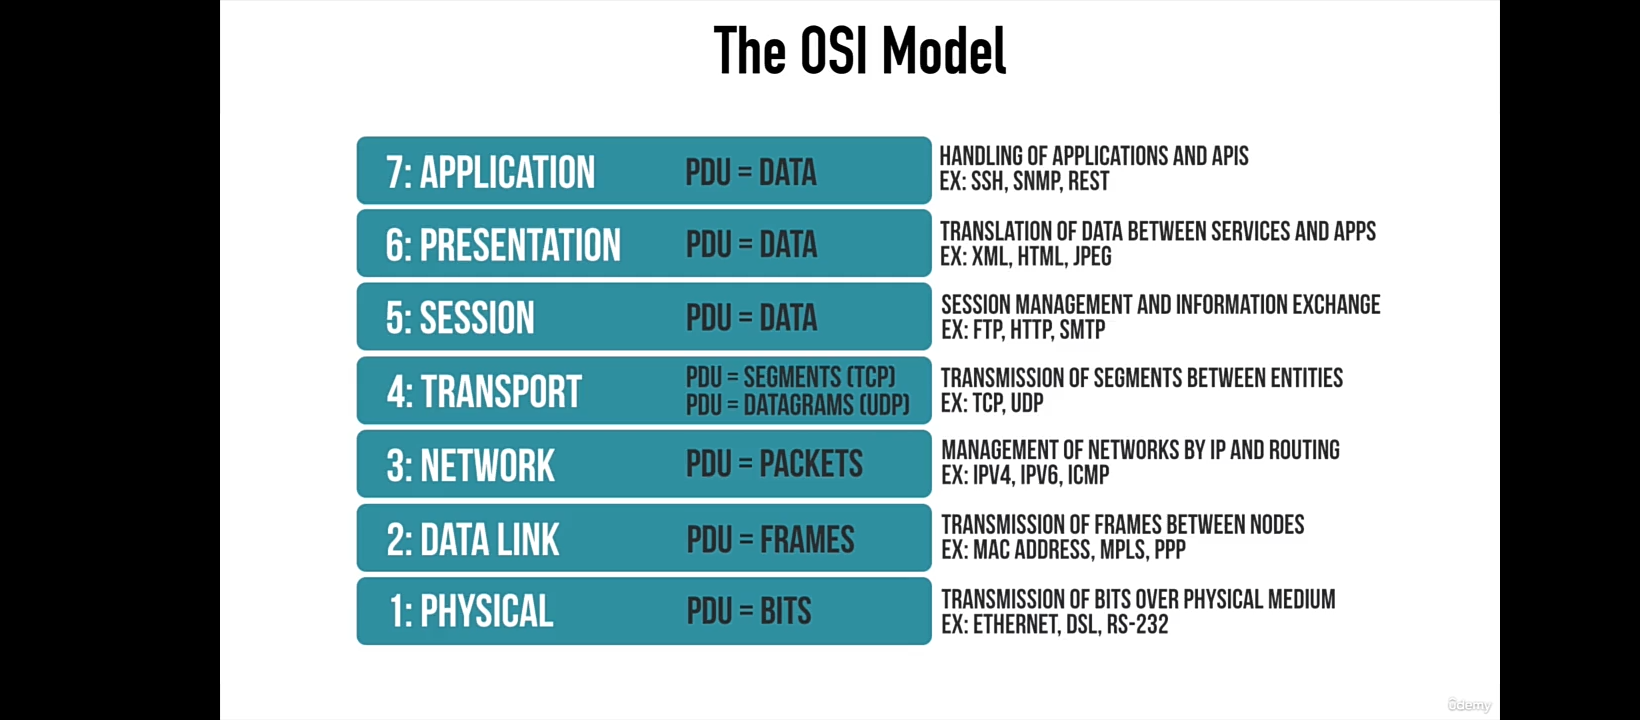 The OSI Model
7: APPLICATION PDU = DATA
HANDLING OF APPLICATIONS AND APIS
EX: SSH, SNMP, REST
6: PRESENTATION PDU = DATA
TRANSLATION OF DATA BETWEEN SERVICES AND APPS
EX: XML, HTML, JPEG
5: SESSION PDU = DATA
SESSION MANAGEMENT AND INFORMATION EXCHANGE
EX: FTP, HTTP, SMTP
4: TRANSPORT
PDU = SEGMENTS (TCP)
PDU = DATAGRAMS (UDP)
TRANSMISSION OF SEGMENTS BETWEEN ENTITIES
EX: TCP, UDP
3: NETWORK PDU = PACKETS
MANAGEMENT OF NETWORKS BY IP AND ROUTING
EX: IPV4, IPV6, ICMP
2: DATA LINK PDU = FRAMES
TRANSMISSION OF FRAMES BETWEEN NODES
EX: MAC ADDRESS, MPLS, PPP
1: PHYSICAL PDU = BITS
TRANSMISSION OF BITS OVER PHYSICAL MEDIUM
EX: ETHERNET, DSL, RS-232
ûdemy